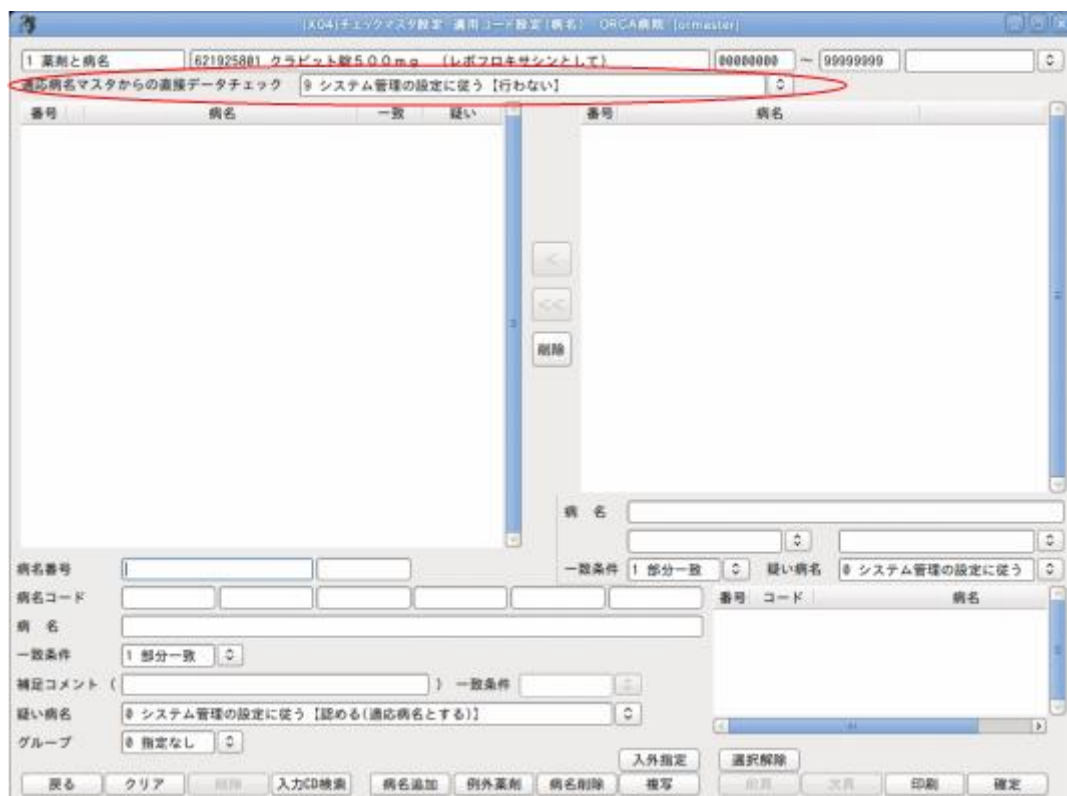 (X04)チェックマスタ設定 適用コード設定(病名) ORCA病院 [ormaster]
1 薬剤と病名 621925801 クラビット錠500mg (レボフロキサシンとして) 00000000 ~ 99999999
適応病名マスタからの直接データチェック 9 システム管理の設定に従う【行わない】
番号 病名 一致 疑い 番号 病名
<
<<
削除
病 名
病名番号 一致条件 1 部分一致 疑い病名 0 システム管理の設定に従う
病名コード 番号 コード 病名
病 名
一致条件 1 部分一致
補足コメント ( ) 一致条件
疑い病名 0 システム管理の設定に従う【認める(適応病名とする)】
グループ 0 指定なし
入外指定 選択解除
戻る クリア 削除 入力CD検索 病名追加 例外薬剤 病名削除 複写 前頁 次頁 印刷 確定